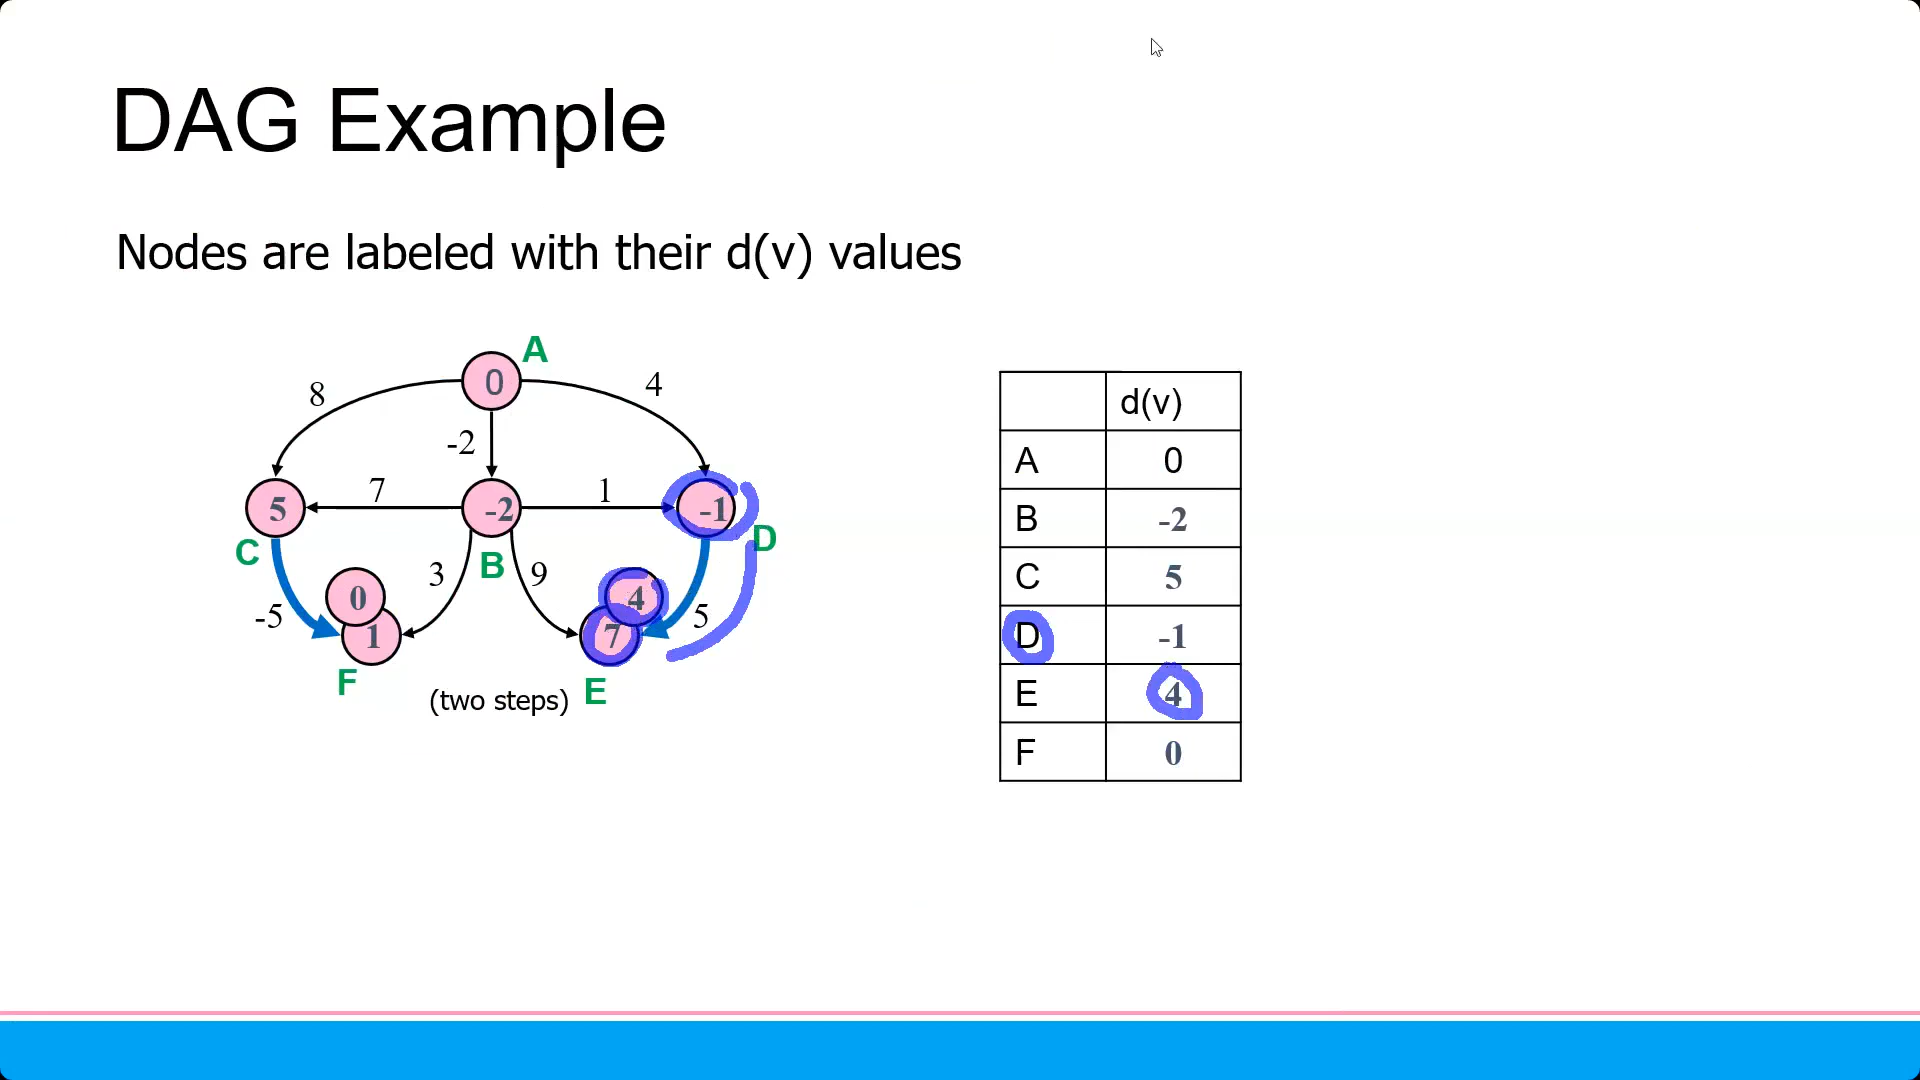 DAG Example
Nodes are labeled with their d(v) values
A
8
0
4
-2
7
1
5
-2
-1
C
B
D
3
9
0
4
-5
5
1
7
F
E
(two steps)
d(v)
A 0
B -2
C 5
D -1
E 4
F 0